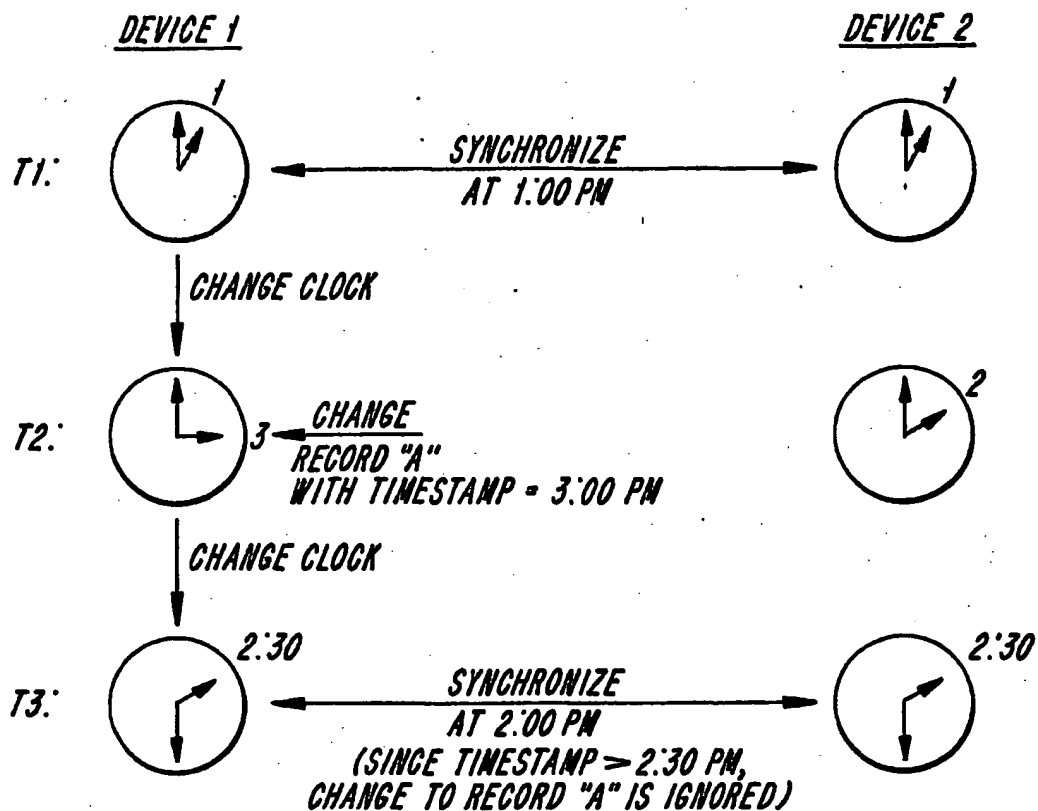 DEVICE 1
DEVICE 2
1
1
T1:
SYNCHRONIZE
AT 1:00 PM
CHANGE CLOCK
T2:
3
CHANGE
RECORD "A"
WITH TIMESTAMP = 3:00 PM
2
CHANGE CLOCK
2:30
2:30
T3:
SYNCHRONIZE
AT 2:00 PM
(SINCE TIMESTAMP > 2:30 PM,
CHANGE TO RECORD "A" IS IGNORED)